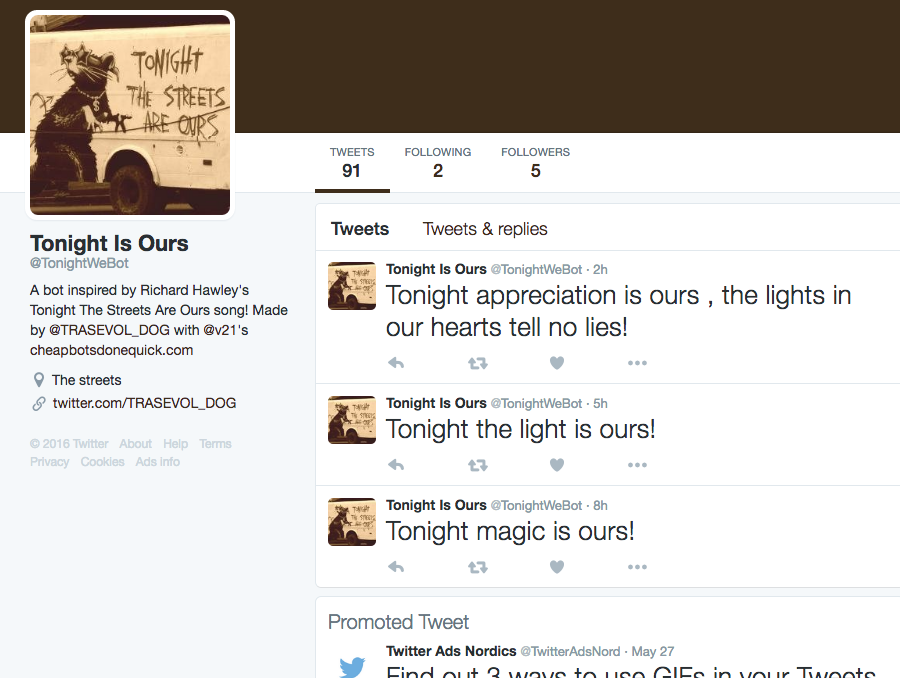 TONIGHT
THE STREETS
ARE OURS
TWEETS
91
FOLLOWING
2
FOLLOWERS
5
Tonight Is Ours
@TonightWeBot
A bot inspired by Richard Hawley's
Tonight The Streets Are Ours song! Made
by @TRASEVOL_DOG with @v21's
cheapbotsdonequick.com
The streets
twitter.com/TRASEVOL_DOG
© 2016 Twitter About Help Terms
Privacy Cookies Ads info
Tweets Tweets & replies
Tonight Is Ours @TonightWeBot · 2h
Tonight appreciation is ours , the lights in
our hearts tell no lies!
Tonight Is Ours @TonightWeBot · 5h
Tonight the light is ours!
Tonight Is Ours @TonightWeBot · 8h
Tonight magic is ours!
Promoted Tweet
Twitter Ads Nordics @TwitterAdsNord · May 27
Find out 3 ways to use GIFs in your Tweets